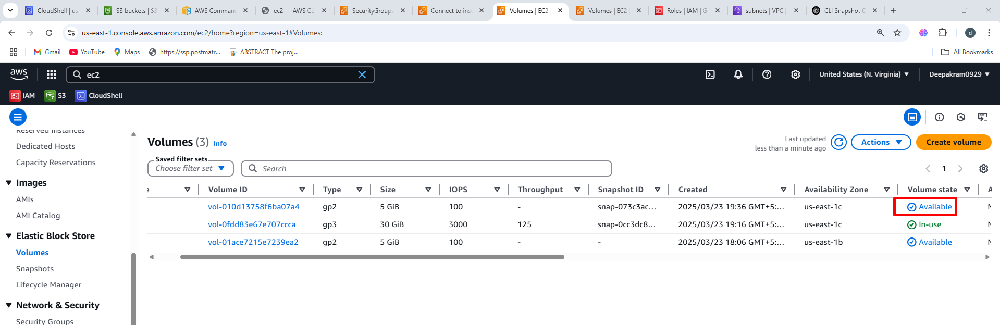 CloudShell | us
S3 buckets | S3
AWS Comman
ec2 — AWS CL
SecurityGroups
Connect to inst
Volumes | EC2
Volumes | EC2
Roles | IAM | Gl
subnets | VPC |
CLI Snapshot C
us-east-1.console.aws.amazon.com/ec2/home?region=us-east-1#Volumes:
d
Gmail
YouTube
Maps
https://ssp.postmatr...
ABSTRACT The proj...
All Bookmarks
aws
ec2
United States (N. Virginia)
Deepakram0929
IAM
S3
CloudShell
Reserved Instances
Dedicated Hosts
Capacity Reservations
Images
AMIs
AMI Catalog
Elastic Block Store
Volumes
Snapshots
Lifecycle Manager
Network & Security
Security Groups
Volumes (3) Info
Last updated
less than a minute ago
Actions
Create volume
Saved filter sets
Choose filter set
Search
1
e Volume ID Type Size IOPS Throughput Snapshot ID Created Availability Zone Volume state A
vol-010d13758f6ba07a4 gp2 5 GiB 100 - snap-073c3ac... 2025/03/23 19:36 GMT+5:... us-east-1c Available N
vol-0fdd83e67e707ccca gp3 30 GiB 3000 125 snap-0cc3dc8... 2025/03/23 19:16 GMT+5:... us-east-1c In-use N
vol-01ace7215e7239ea2 gp2 5 GiB 100 - - 2025/03/23 18:06 GMT+5:... us-east-1b Available N